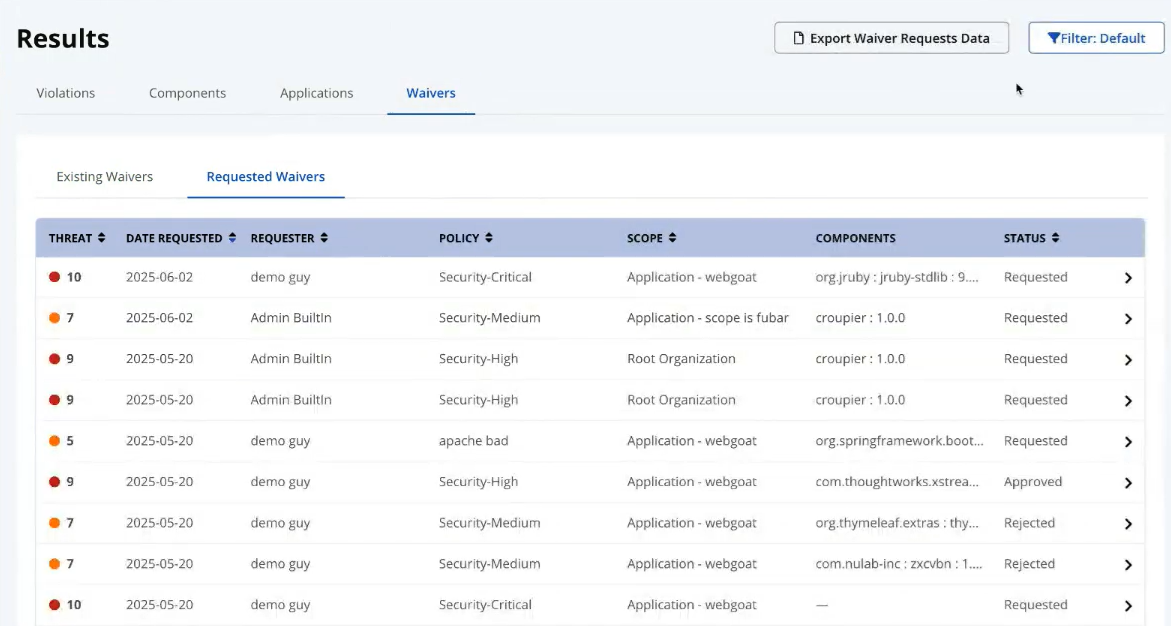 Results
Export Waiver Requests Data
Filter: Default
Violations Components Applications Waivers
Existing Waivers Requested Waivers
THREAT DATE REQUESTED REQUESTER POLICY SCOPE COMPONENTS STATUS
10 2025-06-02 demo guy Security-Critical Application - webgoat org.jruby : jruby-stdlib : 9.... Requested
7 2025-06-02 Admin BuiltIn Security-Medium Application - scope is fubar croupier : 1.0.0 Requested
9 2025-05-20 Admin BuiltIn Security-High Root Organization croupier : 1.0.0 Requested
9 2025-05-20 Admin BuiltIn Security-High Root Organization croupier : 1.0.0 Requested
5 2025-05-20 demo guy apache bad Application - webgoat org.springframework.boot... Requested
9 2025-05-20 demo guy Security-High Application - webgoat com.thoughtworks.xstrea... Approved
7 2025-05-20 demo guy Security-Medium Application - webgoat org.thymeleaf.extras : thy... Rejected
7 2025-05-20 demo guy Security-Medium Application - webgoat com.nulab-inc : zxcvbn : 1.... Rejected
10 2025-05-20 demo guy Security-Critical Application - webgoat — Requested